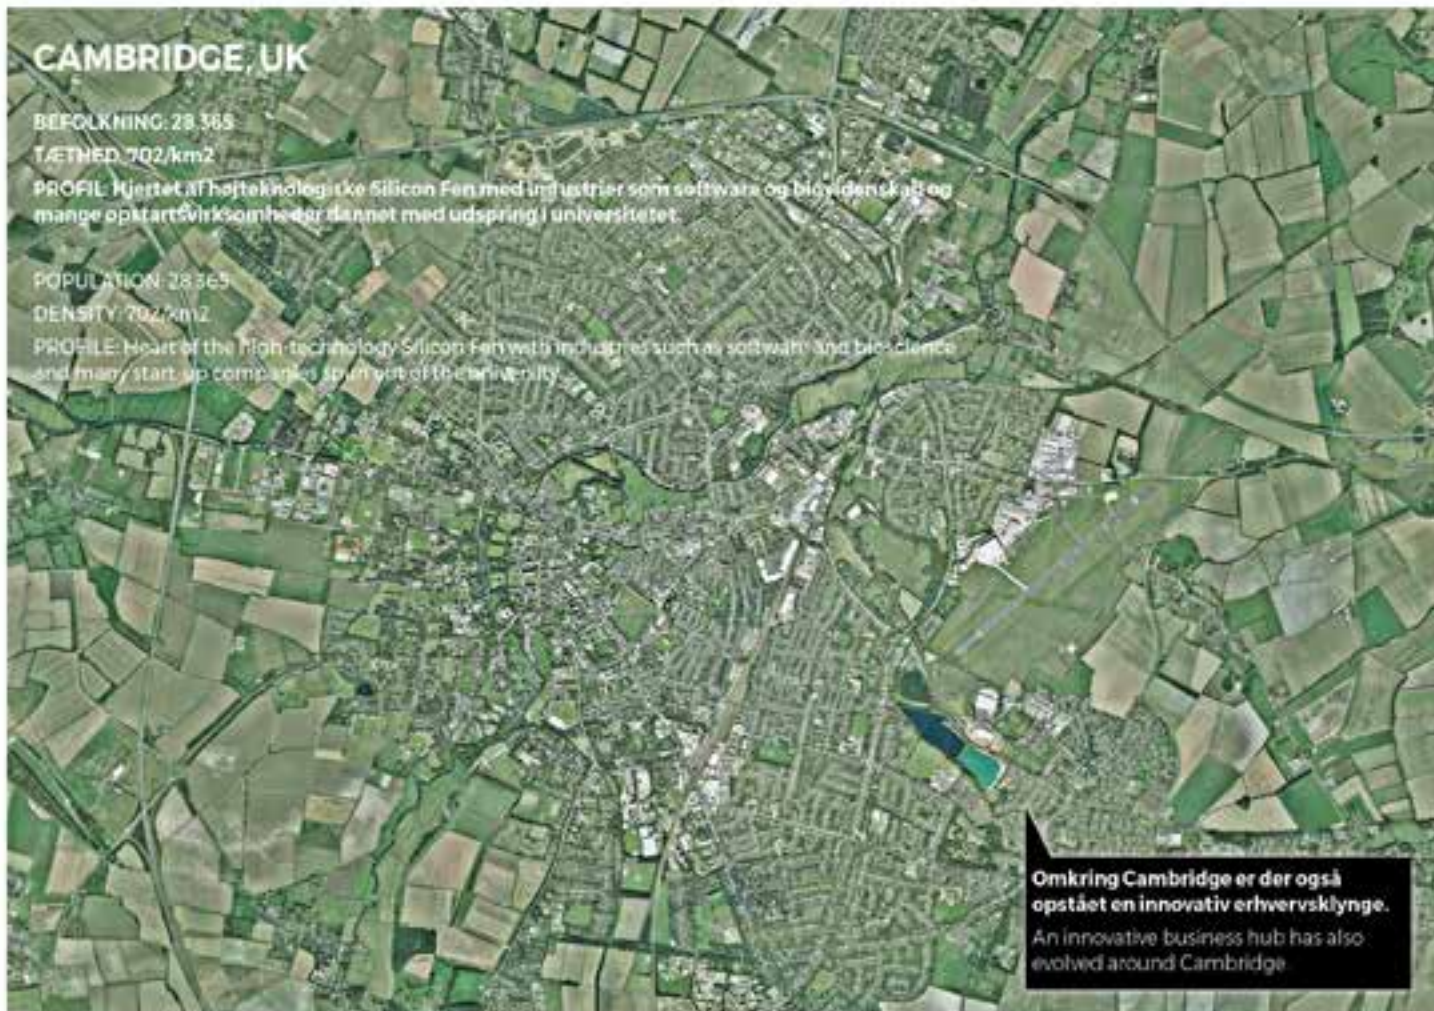 CAMBRIDGE, UK
BEFOLKNING: 28.365
TÆTHED: 702/km2
PROFIL: Hjertet af højteknologiske Silicon Fen med industrier som software og biovidenskab og
mange opstartsvirksomheder dannet med udspring i universitetet.
POPULATION: 28.365
DENSITY: 702/km2
PROFILE: Heart of the high-technology Silicon Fen with industries such as software and bioscience
and many start-up companies spun out of the university.
Omkring Cambridge er der også
opstået en innovativ erhvervsklynge.
An innovative business hub has also
evolved around Cambridge.